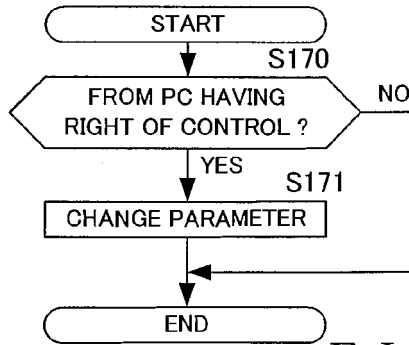 START
S170
FROM PC HAVING
RIGHT OF CONTROL ?
NO
YES
S171
CHANGE PARAMETER
END